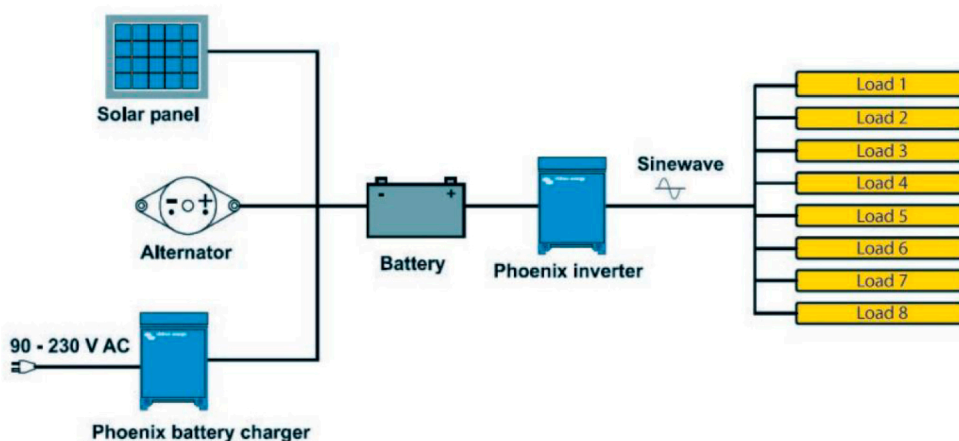 Solar panel
Alternator
90 - 230 V AC
Phoenix battery charger
- +
Battery
Phoenix inverter
Sinewave
Load 1
Load 2
Load 3
Load 4
Load 5
Load 6
Load 7
Load 8